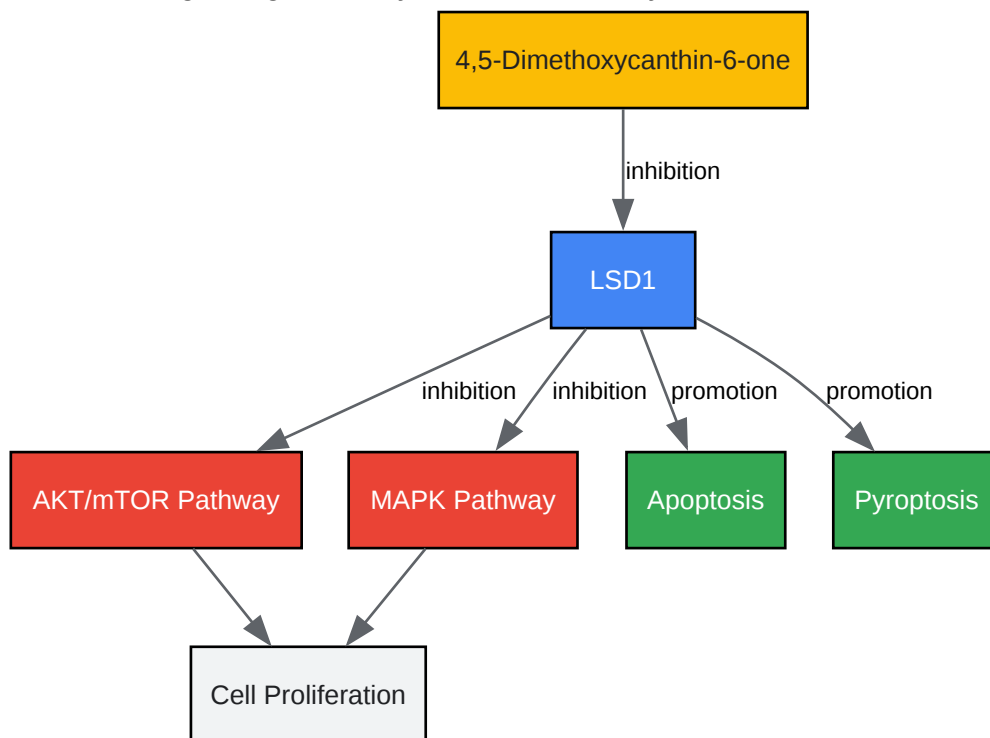 4,5-Dimethoxycanthin-6-one
inhibition
LSD1
inhibition
inhibition
promotion
promotion
AKT/mTOR Pathway
MAPK Pathway
Apoptosis
Pyroptosis
Cell Proliferation